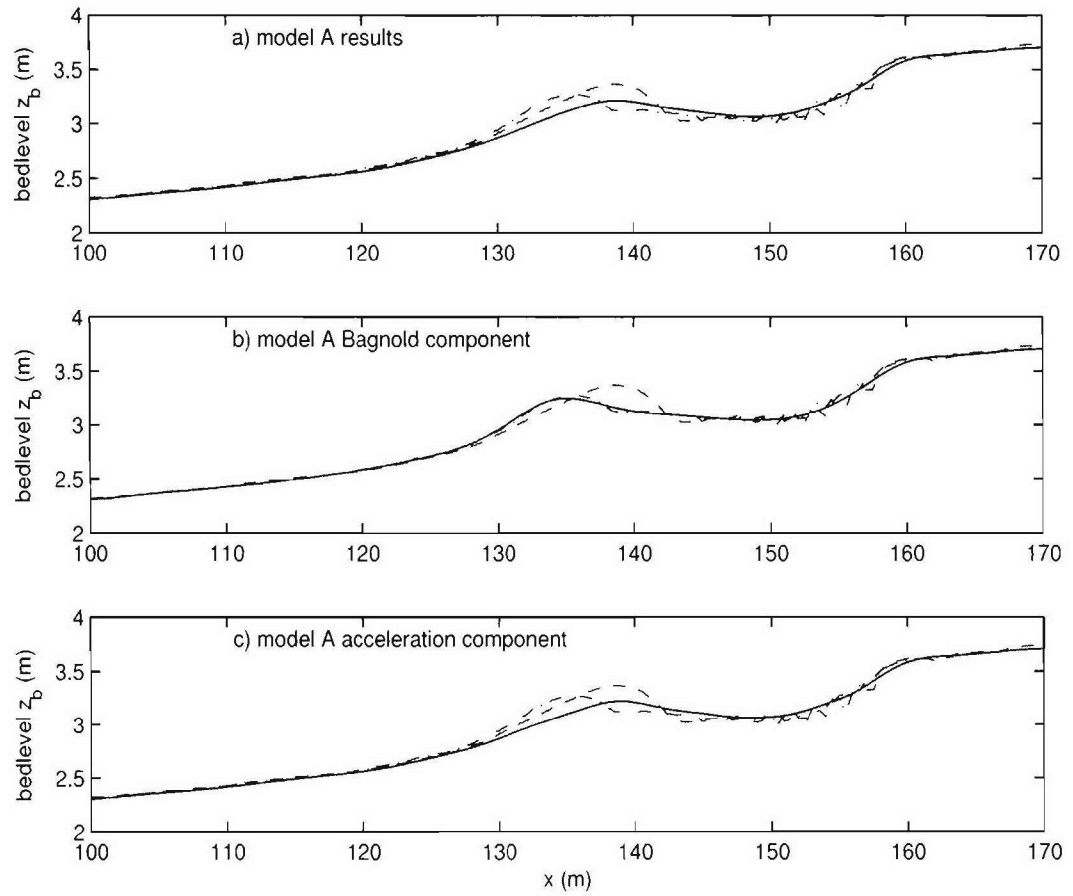 4
a) model A results
3.5
bedlevel z_b (m)
3
2.5
2
100 110 120 130 140 150 160 170
4
b) model A Bagnold component
3.5
bedlevel z_b (m)
3
2.5
2
100 110 120 130 140 150 160 170
4
c) model A acceleration component
3.5
bedlevel z_b (m)
3
2.5
2
100 110 120 130 140 150 160 170
x (m)